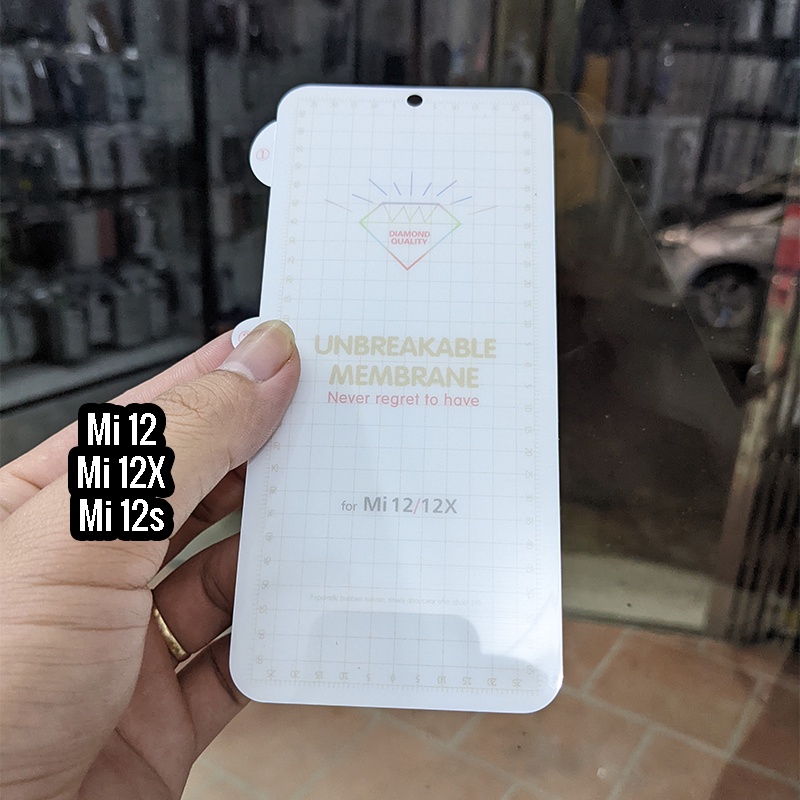 DIAMOND
QUALITY
UNBREAKABLE
MEMBRANE
Never regret to have
Mi 12
Mi 12X
Mi 12s
for Mi 12/12X